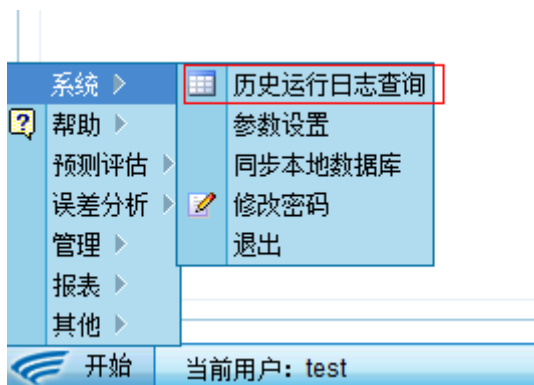 系统
帮助
预测评估
误差分析
管理
报表
其他
历史运行日志查询
参数设置
同步本地数据库
修改密码
退出
开始 当前用户: test